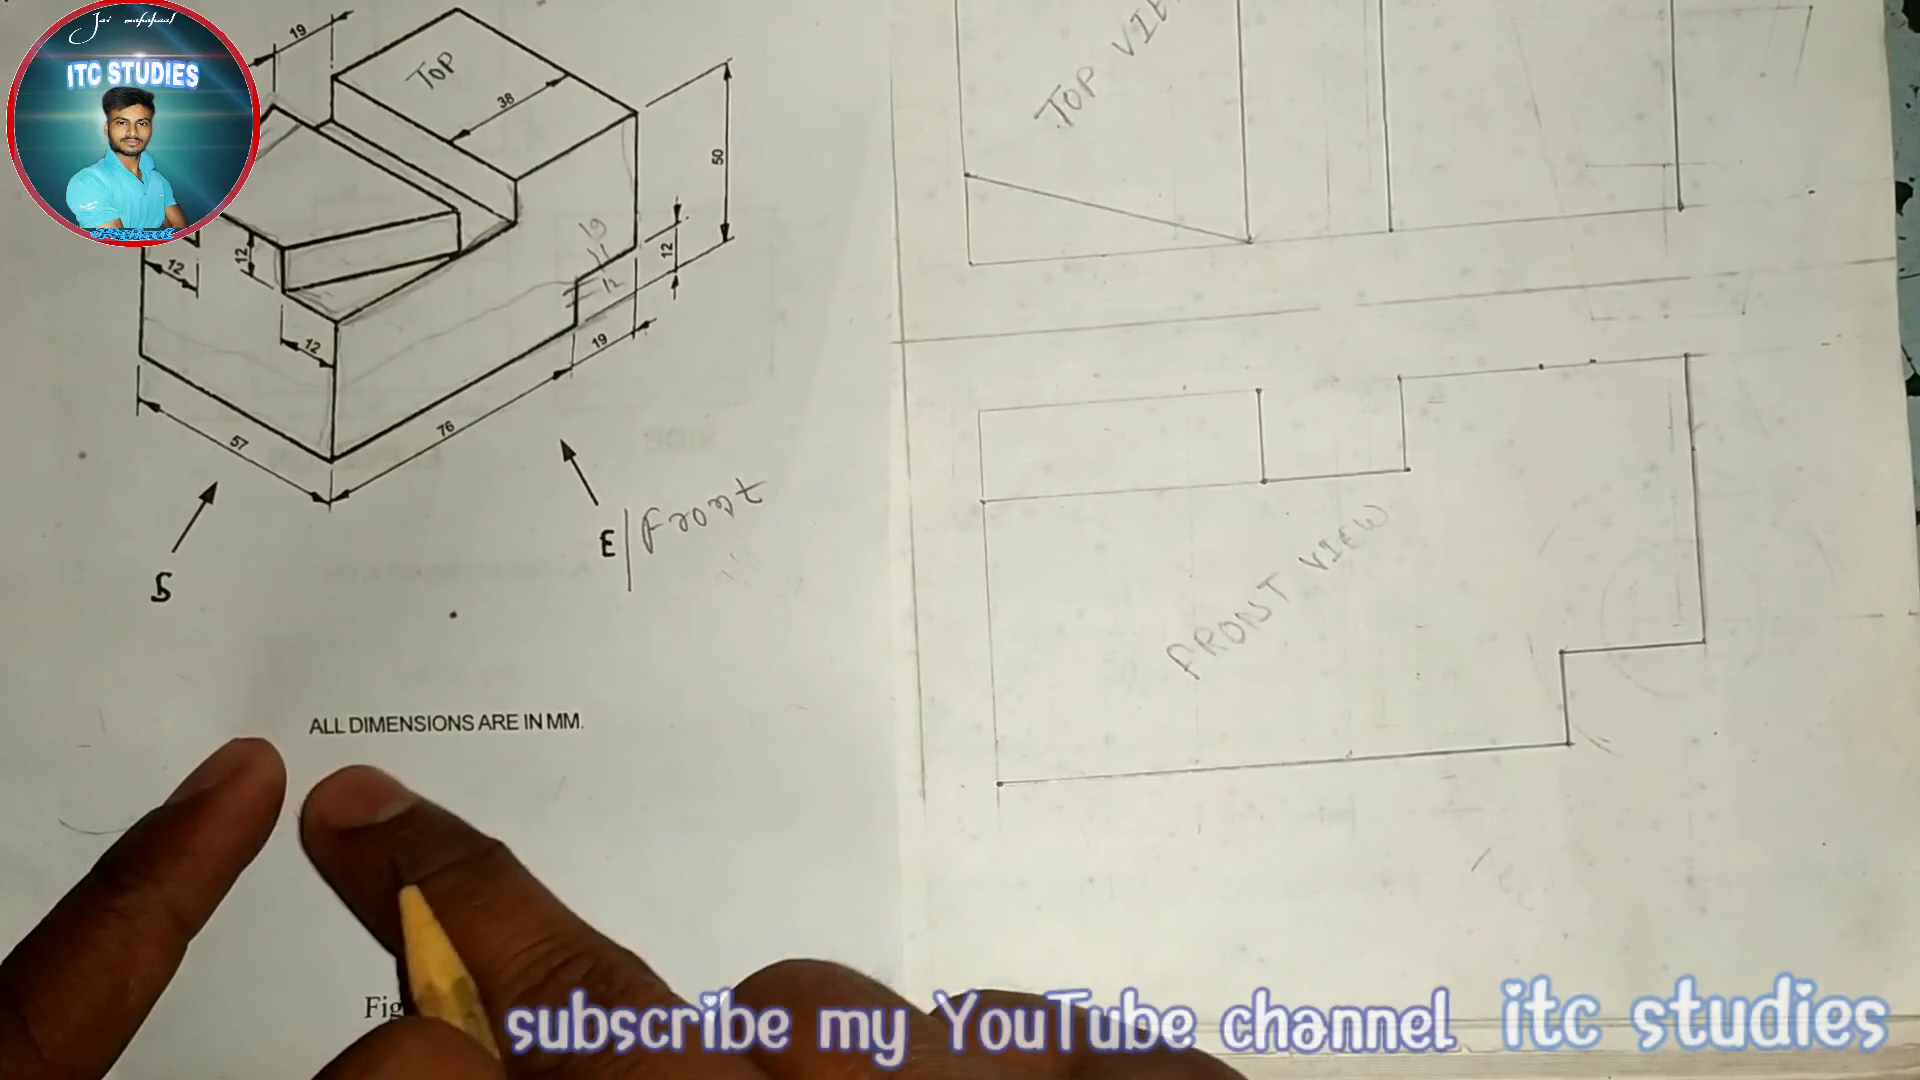 Jai mahakaal
ITC STUDIES
19
TOP
38
50
12
12
12
12
19
12
19
76
57
S
E/Front
ALL DIMENSIONS ARE IN MM.
TOP VIE
FRONT VIEW
Fig
subscribe my YouTube channel itc studies